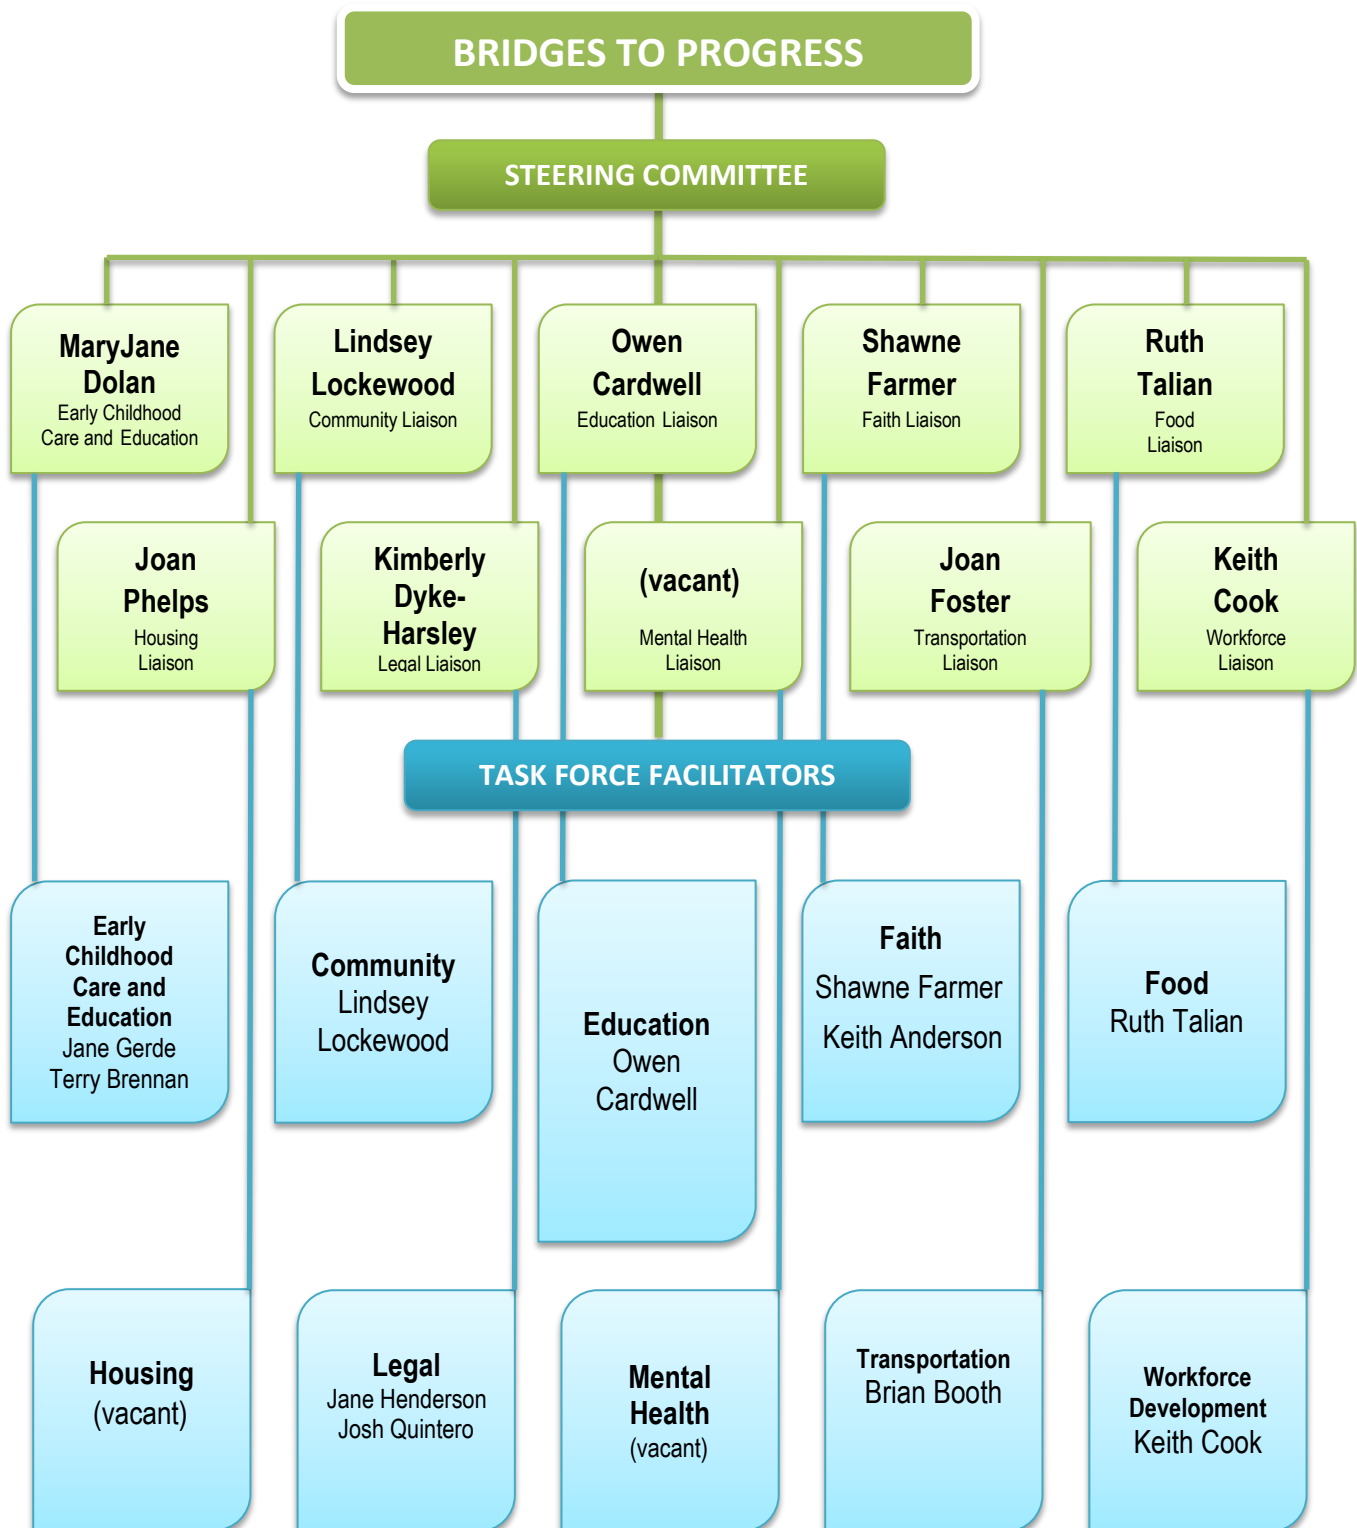 BRIDGES TO PROGRESS
STEERING COMMITTEE
MaryJane
Dolan
Early Childhood
Care and Education
Lindsey
Lockewood
Community Liaison
Owen
Cardwell
Education Liaison
Shawne
Farmer
Faith Liaison
Ruth
Talian
Food
Liaison
Joan
Phelps
Housing
Liaison
Kimberly
Dyke-
Harsley
Legal Liaison
(vacant)
Mental Health
Liaison
Joan
Foster
Transportation
Liaison
Keith
Cook
Workforce
Liaison
TASK FORCE FACILITATORS
Early
Childhood
Care and
Education
Jane Gerde
Terry Brennan
Community
Lindsey
Lockewood
Education
Owen
Cardwell
Faith
Shawne Farmer
Keith Anderson
Food
Ruth Talian
Housing
(vacant)
Legal
Jane Henderson
Josh Quintero
Mental
Health
(vacant)
Transportation
Brian Booth
Workforce
Development
Keith Cook